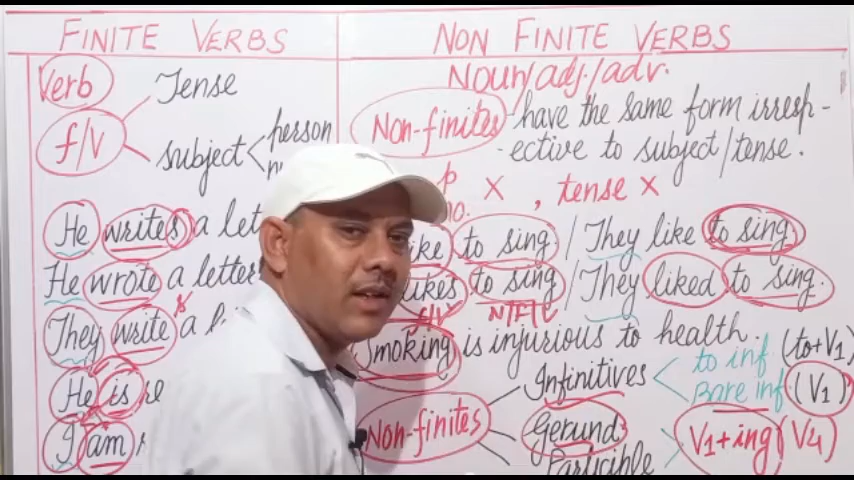 FINITE VERBS
Verb
Tense
f/V
subject
person
He writes a let
He wrote a letter
They write a l
s
He is re
I am
NON FINITE VERBS
Noun/adj./adv.
Non-finites - have the same form irresp-
-ective to subject/tense.
p
no. X , tense X
ike to sing / They like to sing
likes to sing / They liked to sing.
f/V N/F/V
Smoking is injurious to health.
Non-finites
Infinitives
to inf (to+V1)
Bare inf (V1)
Gerund
Participle
V1+ing (V4)